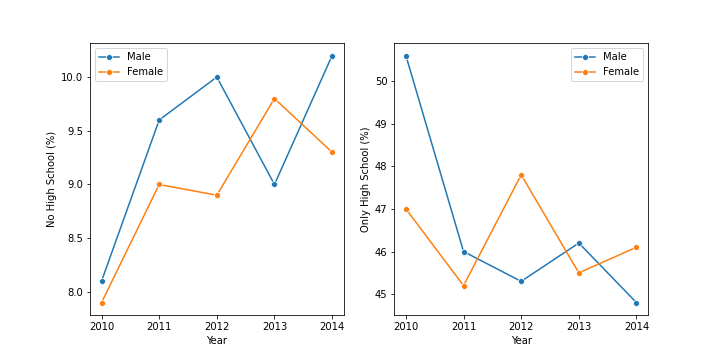 Male
Female
10.0
9.5
9.0
8.5
8.0
No High School (%)
2010 2011 2012 2013 2014
Year
Male
Female
50
49
48
47
46
45
Only High School (%)
2010 2011 2012 2013 2014
Year